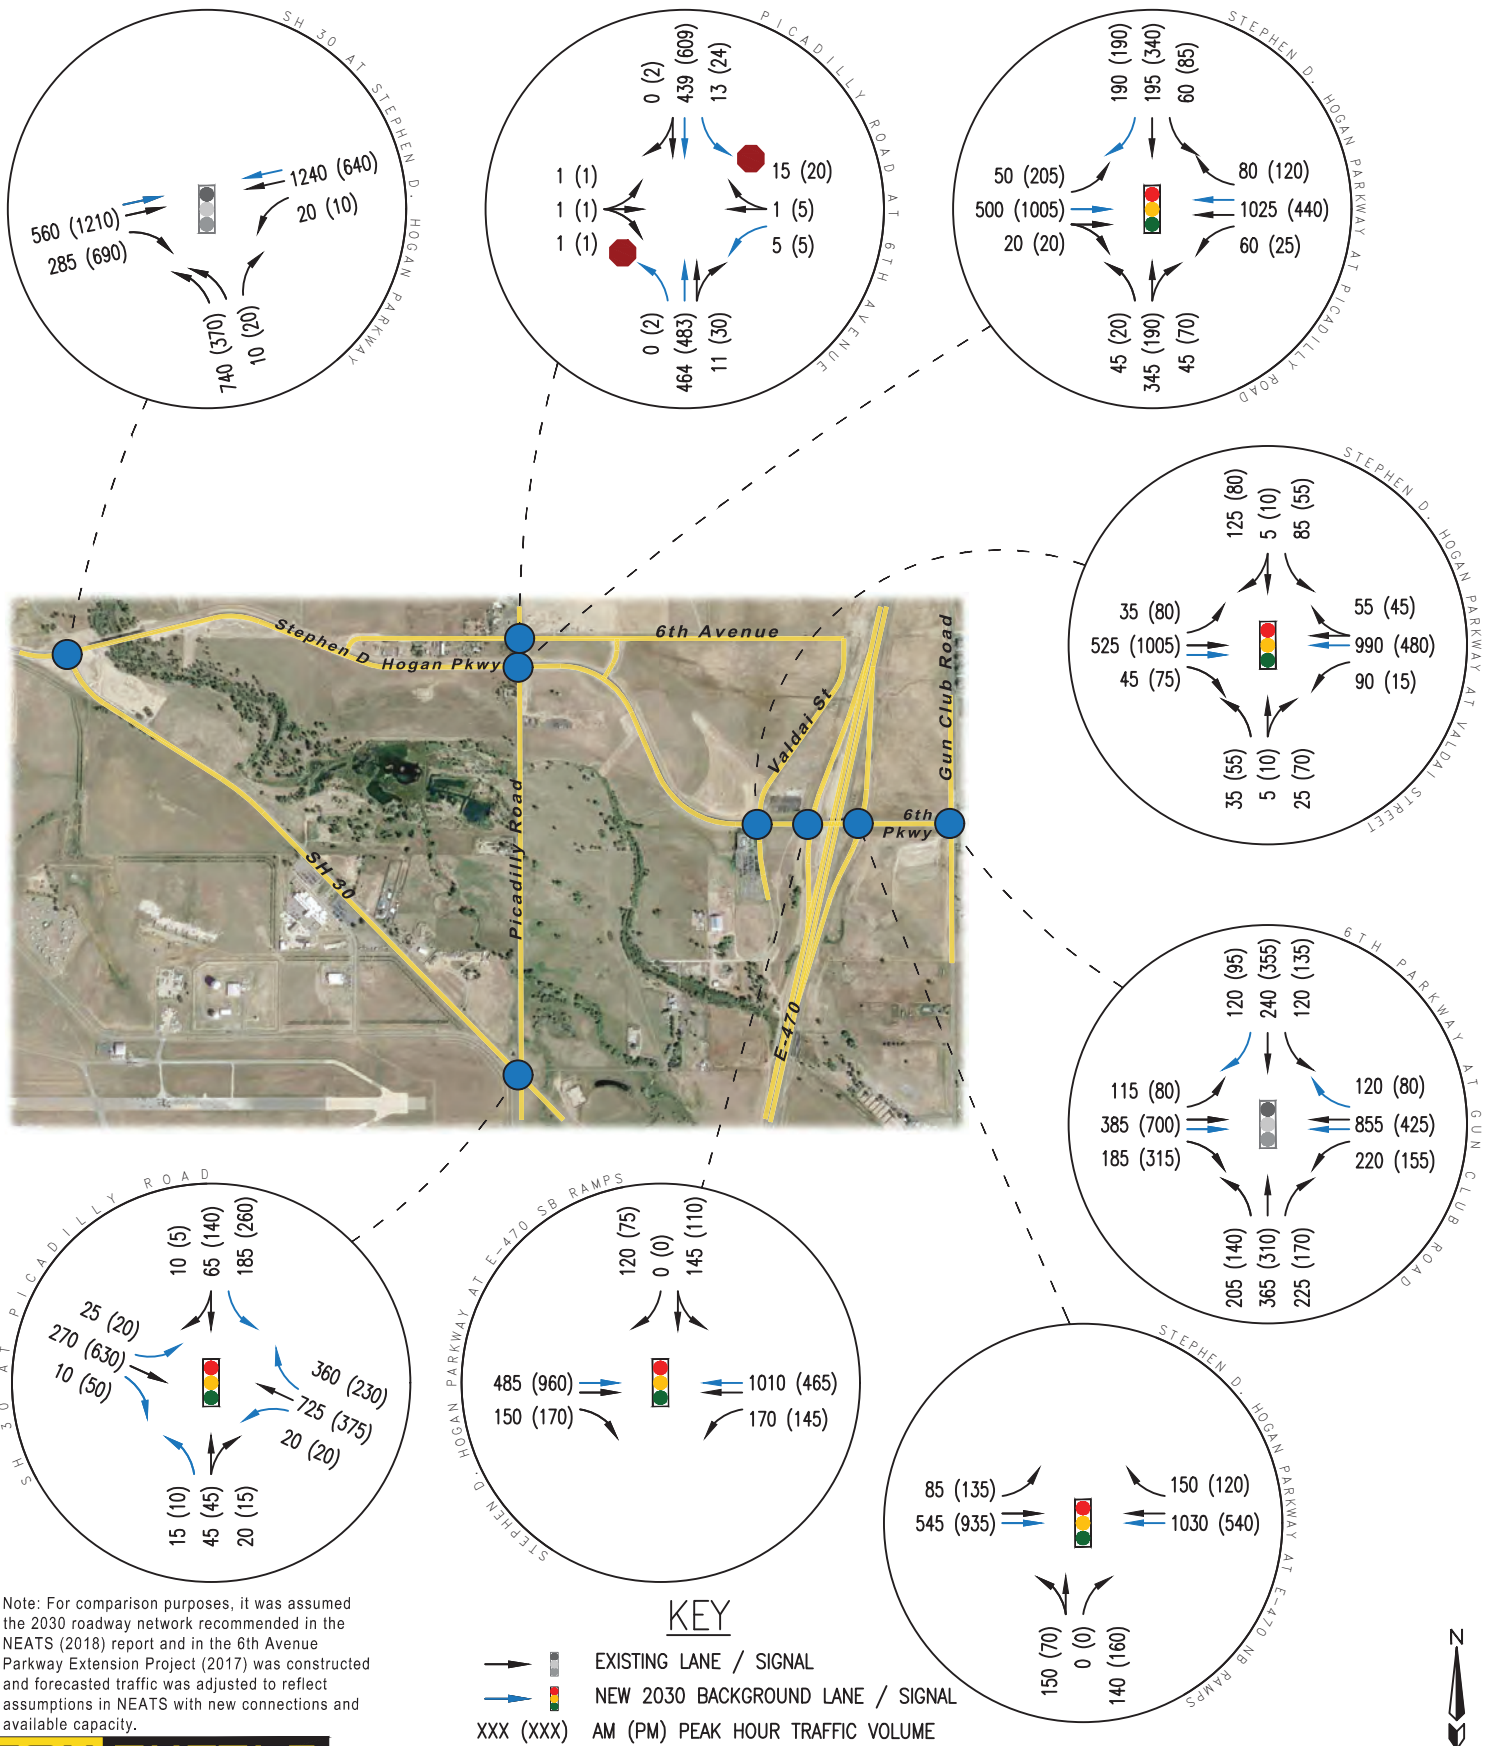 SH 30 AT STEPHEN D. HOGAN PARKWAY
1240 (640)
20 (10)
560 (1210)
285 (690)
740 (370)
10 (20)
PICADILLY ROAD AT 6TH AVENUE
0 (2)
439 (609)
13 (24)
1 (1)
1 (1)
1 (1)
15 (20)
1 (5)
5 (5)
0 (2)
464 (483)
11 (30)
STEPHEN D. HOGAN PARKWAY AT PICADILLY ROAD
190 (190)
195 (340)
60 (85)
50 (205)
500 (1005)
20 (20)
80 (120)
1025 (440)
60 (25)
45 (20)
345 (190)
45 (70)
STEPHEN D. HOGAN PARKWAY AT VALDAI STREET
125 (80)
5 (10)
85 (55)
35 (80)
525 (1005)
45 (75)
55 (45)
990 (480)
90 (15)
35 (55)
5 (10)
25 (70)
Stephen D Hogan Pkwy
6th Avenue
Gun Club Road
Valdai St
6th
Pkwy
Picadilly Road
SH 30
E-470
6TH PARKWAY AT GUN CLUB ROAD
120 (95)
240 (355)
120 (135)
115 (80)
385 (700)
185 (315)
120 (80)
855 (425)
220 (155)
205 (140)
365 (310)
225 (170)
SH 30 AT PICADILLY ROAD
10 (5)
65 (140)
185 (260)
25 (20)
270 (630)
10 (50)
360 (230)
725 (375)
20 (20)
15 (10)
45 (45)
20 (15)
STEPHEN D. HOGAN PARKWAY AT E-470 SB RAMPS
120 (75)
0 (0)
145 (110)
485 (960)
150 (170)
1010 (465)
170 (145)
STEPHEN D. HOGAN PARKWAY AT E-470 NB RAMPS
85 (135)
545 (935)
150 (120)
1030 (540)
150 (70)
0 (0)
140 (160)
Note: For comparison purposes, it was assumed
the 2030 roadway network recommended in the
NEATS (2018) report and in the 6th Avenue
Parkway Extension Project (2017) was constructed
and forecasted traffic was adjusted to reflect
assumptions in NEATS with new connections and
available capacity.
KEY
EXISTING LANE / SIGNAL
NEW 2030 BACKGROUND LANE / SIGNAL
XXX (XXX) AM (PM) PEAK HOUR TRAFFIC VOLUME
N